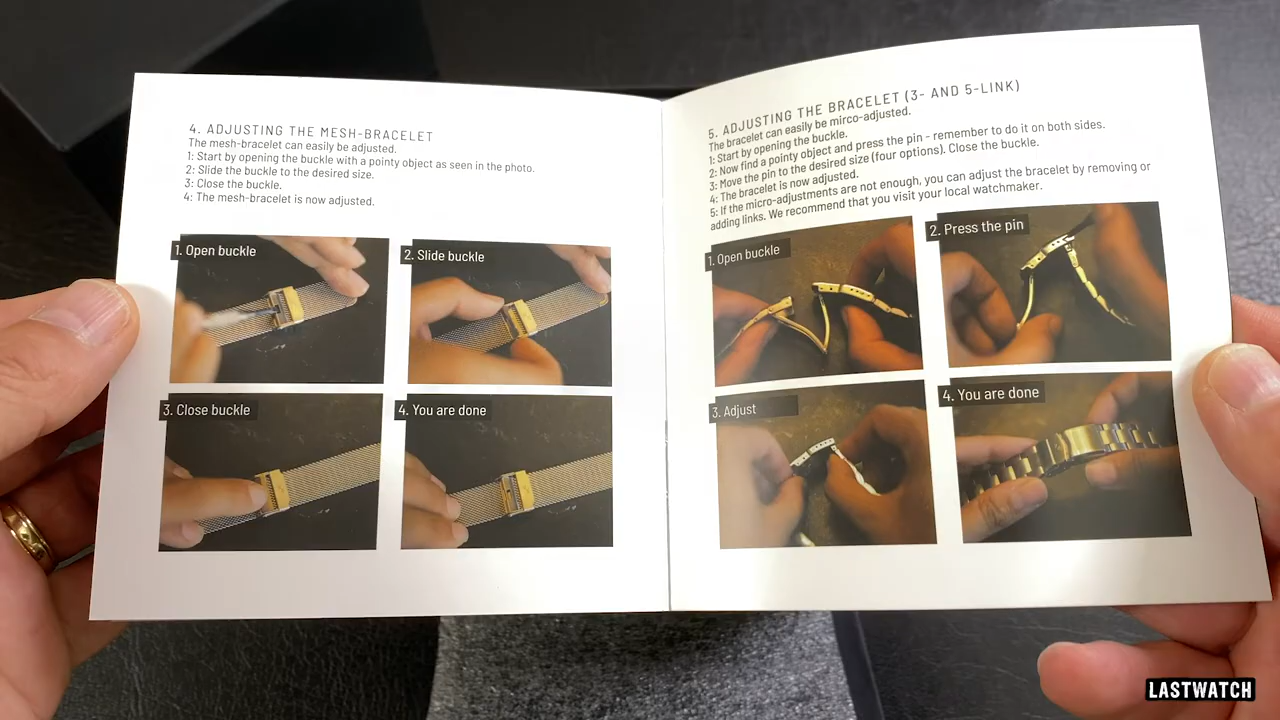 4. ADJUSTING THE MESH-BRACELET
The mesh-bracelet can easily be adjusted.
1: Start by opening the buckle with a pointy object as seen in the photo.
2: Slide the buckle to the desired size.
3: Close the buckle.
4: The mesh-bracelet is now adjusted.
1. Open buckle
2. Slide buckle
3. Close buckle
4. You are done
5. ADJUSTING THE BRACELET (3- AND 5-LINK)
The bracelet can easily be mirco-adjusted.
1: Start by opening the buckle.
2: Now find a pointy object and press the pin - remember to do it on both sides.
3: Move the pin to the desired size (four options). Close the buckle.
4: The bracelet is now adjusted.
5: If the micro-adjustments are not enough, you can adjust the bracelet by removing or
adding links. We recommend that you visit your local watchmaker.
1. Open buckle
2. Press the pin
3. Adjust
4. You are done
LASTWATCH